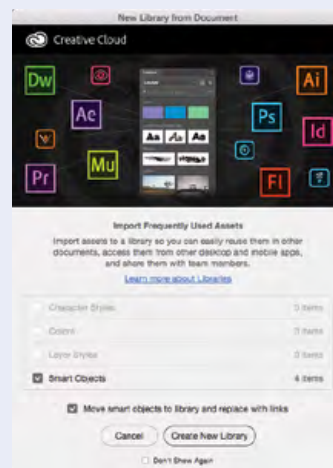 New Library from Document
Creative Cloud
Dw
Ai
Ae
Ps
Id
Mu
Pr
Fl
Aa Aa Aa
Import Frequently Used Assets
Import assets to a library so you can easily reuse them in other
documents, access them from other desktop and mobile apps,
and share them with team members.
Learn more about Libraries
Character Styles 0 items
Colors 0 items
Layer Styles 0 items
Smart Objects 4 items
Move smart objects to library and replace with links
Cancel Create New Library
Don't Show Again